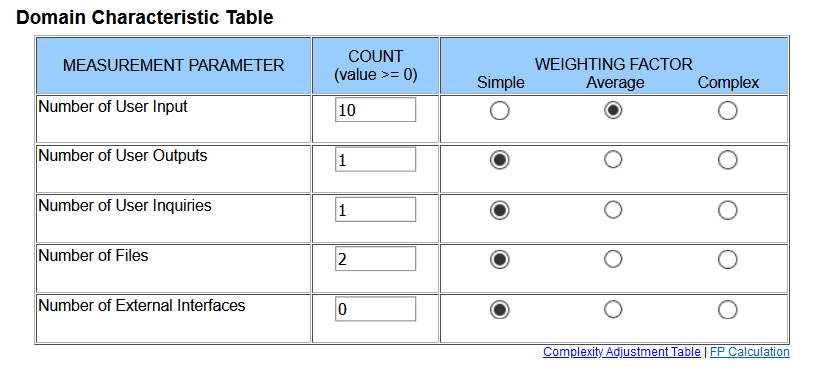 Domain Characteristic Table
MEASUREMENT PARAMETER
COUNT
(value >= 0)
WEIGHTING FACTOR
Simple Average Complex
Number of User Input 10
Number of User Outputs 1
Number of User Inquiries 1
Number of Files 2
Number of External Interfaces 0
Complexity Adjustment Table | FP Calculation